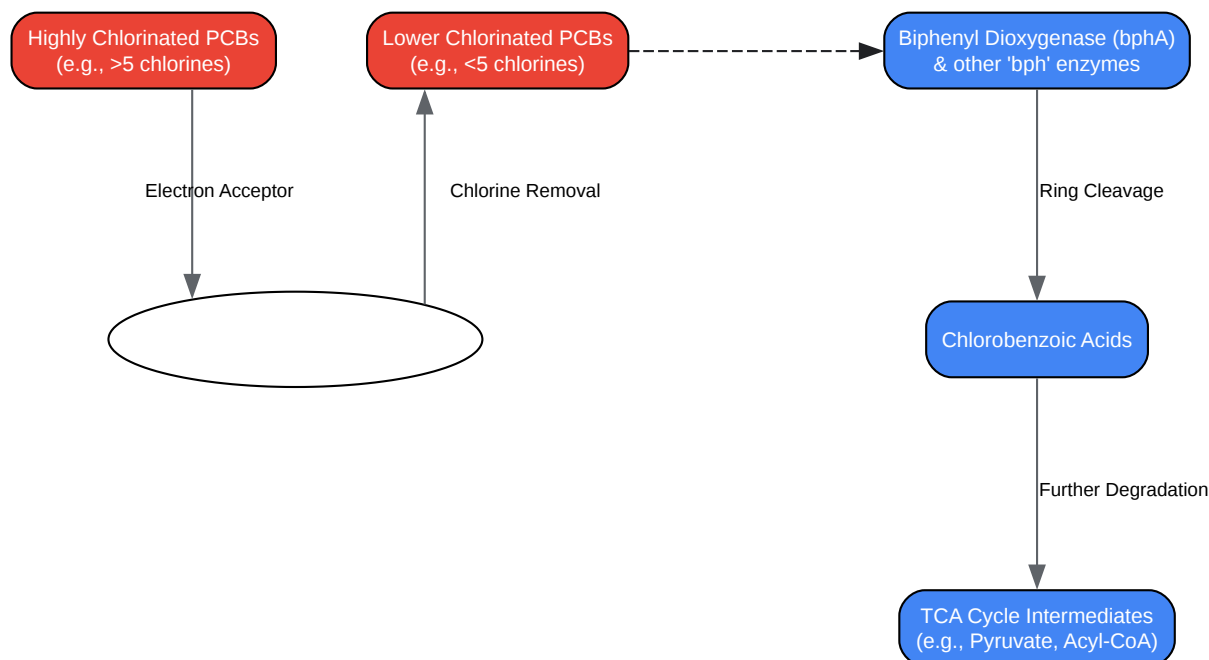 Highly Chlorinated PCBs
(e.g., >5 chlorines)
Lower Chlorinated PCBs
(e.g., <5 chlorines)
Biphenyl Dioxygenase (bphA)
& other 'bph' enzymes
Electron Acceptor
Chlorine Removal
Ring Cleavage
Chlorobenzoic Acids
Further Degradation
TCA Cycle Intermediates
(e.g., Pyruvate, Acyl-CoA)